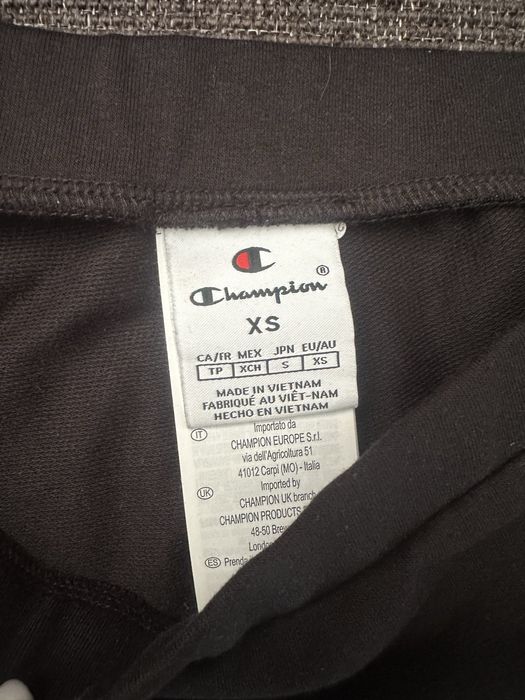 ®
Champion
XS
CA/FR MEX JPN EU/AU
TP XCH S XS
MADE IN VIETNAM
FABRIQUÉ AU VIÊT-NAM
HECHO EN VIETNAM
IT Importato da
CHAMPION EUROPE S.r.l.
via dell'Agricoltura 51
41012 Carpi (MO) - Italia
UK Imported by
CHAMPION UK branch
CHAMPION PRODUCTS
48-50
ES